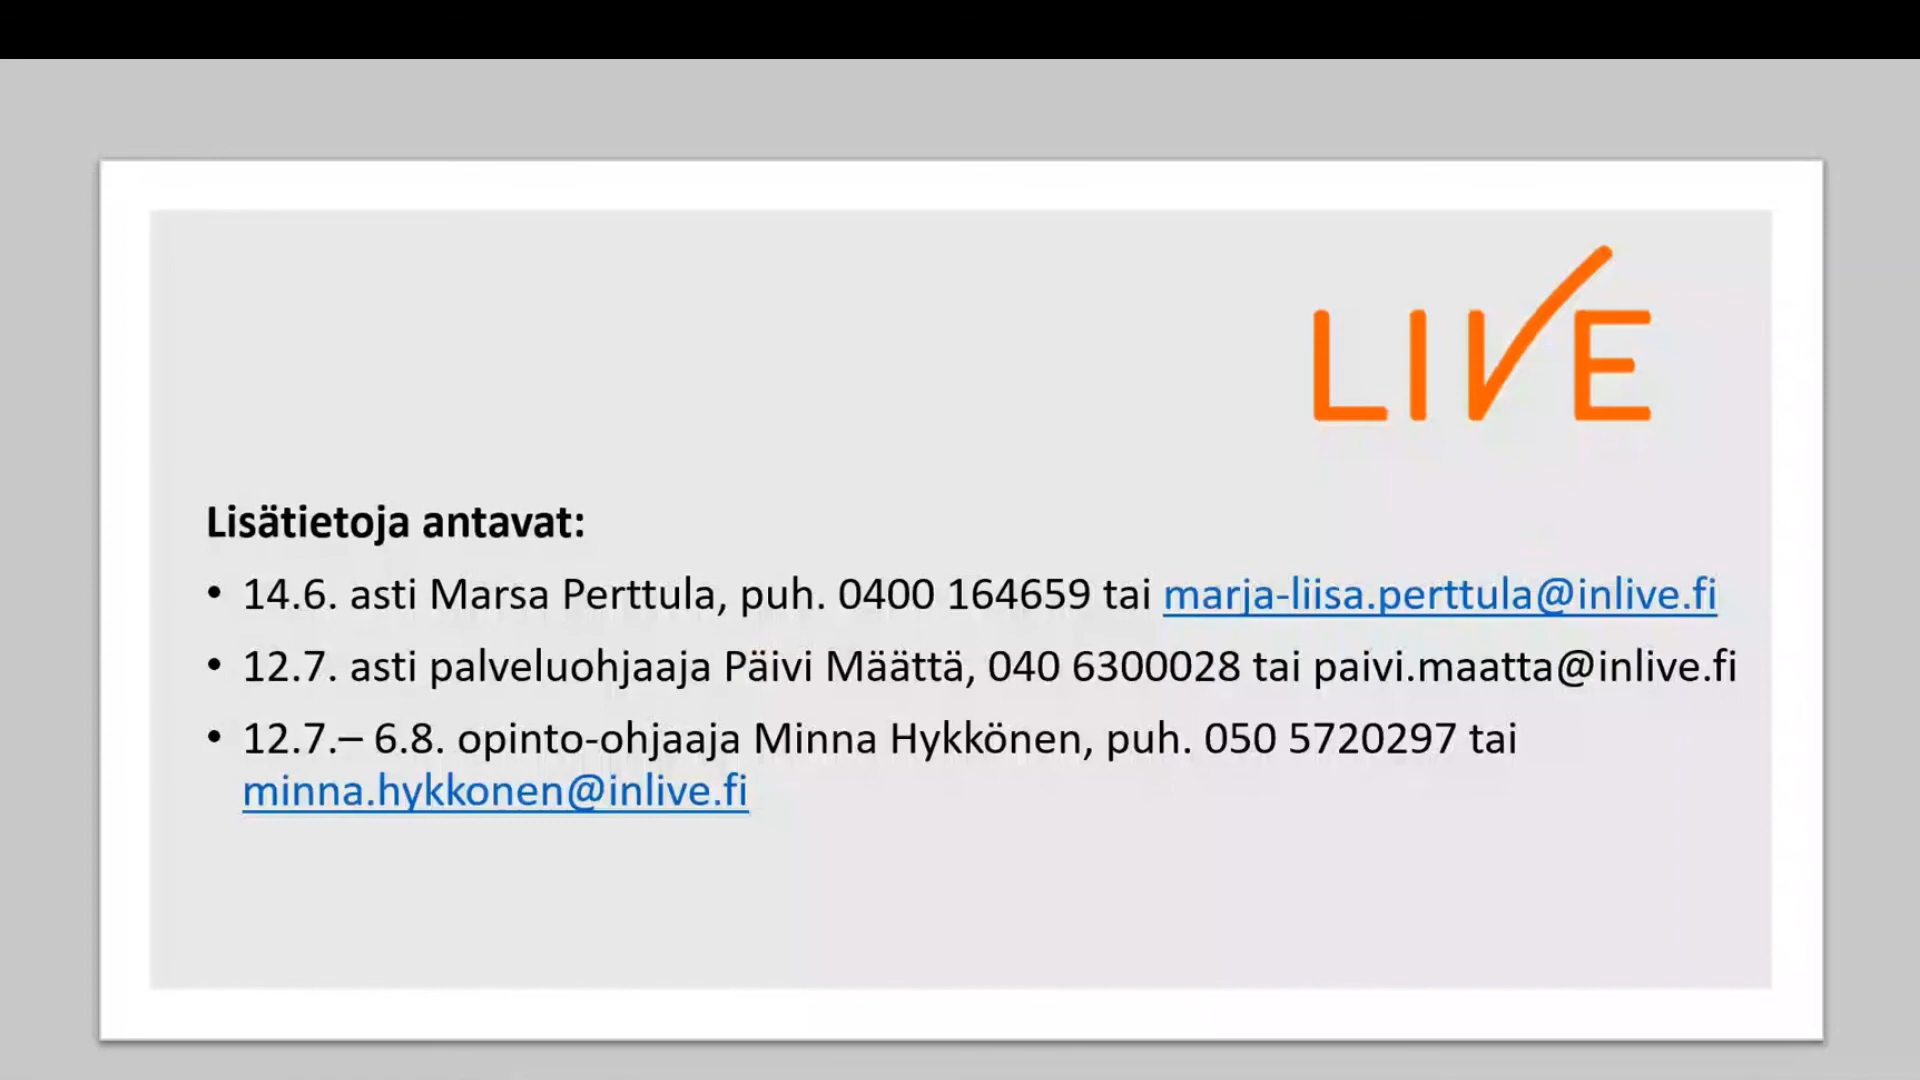 LIVE
Lisätietoja antavat:
• 14.6. asti Marsa Perttula, puh. 0400 164659 tai marja-liisa.perttula@inlive.fi
• 12.7. asti palveluohjaaja Päivi Määttä, 040 6300028 tai paivi.maatta@inlive.fi
• 12.7.– 6.8. opinto-ohjaaja Minna Hykkönen, puh. 050 5720297 tai
minna.hykkonen@inlive.fi